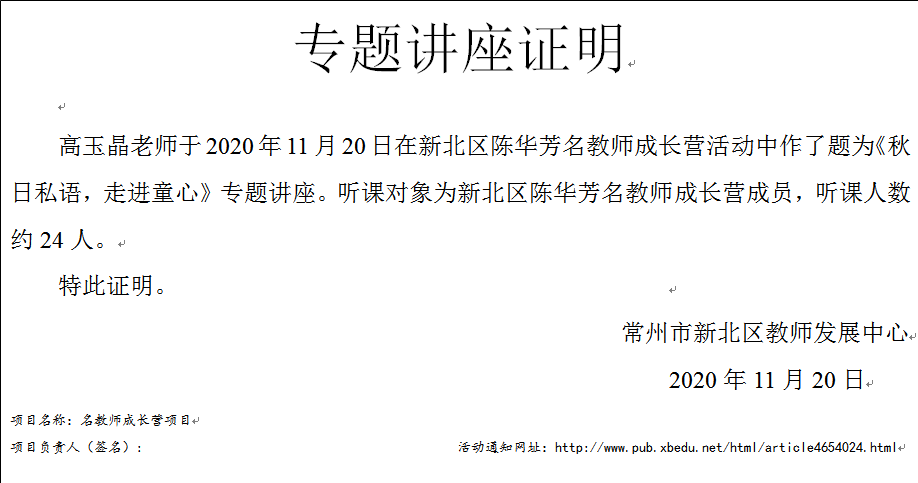 专题讲座证明
高玉晶老师于 2020 年 11 月 20 日在新北区陈华芳名教师成长营活动中作了题为《秋
日私语，走进童心》专题讲座。听课对象为新北区陈华芳名教师成长营成员，听课人数
约 24 人。
特此证明。
常州市新北区教师发展中心
2020 年 11 月 20 日
项目名称：名教师成长营项目
项目负责人（签名）： 活动通知网址：http://www.pub.xbedu.net/html/article4654024.html